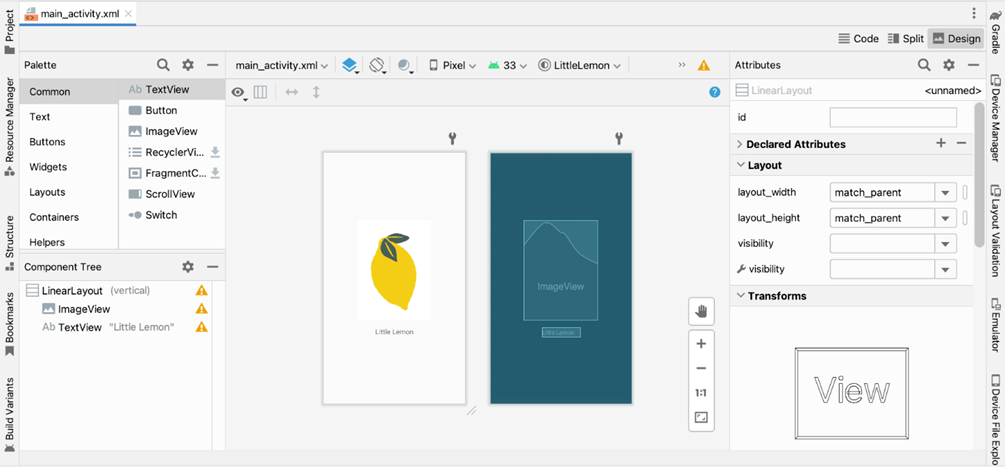 main_activity.xml
Code
Split
Design
Project
Resource Manager
Structure
Bookmarks
Build Variants
Palette
Common
Text
Buttons
Widgets
Layouts
Containers
Helpers
Ab TextView
Button
ImageView
RecyclerVi...
FragmentC...
ScrollView
Switch
Component Tree
LinearLayout (vertical)
ImageView
Ab TextView "Little Lemon"
main_activity.xml
Pixel
33
LittleLemon
»
?
Little Lemon
ImageView
Little Lemon
1:1
Attributes
LinearLayout <unnamed>
id
Declared Attributes
Layout
layout_width match_parent
layout_height match_parent
visibility
visibility
Transforms
View
Gradle
Device Manager
Layout Validation
Emulator
Device File Explo